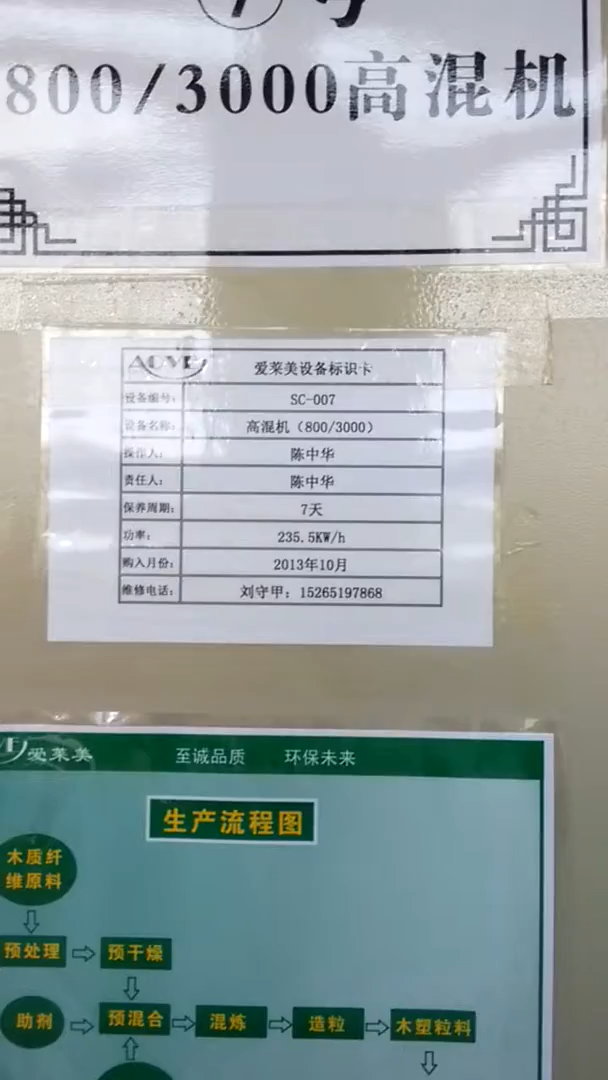 7号
800/3000高混机
爱莱美设备标识卡
设备编号: SC-007
设备名称: 高混机（800/3000）
操作人: 陈中华
责任人: 陈中华
保养周期: 7天
功率: 235.5KW/h
购入月份: 2013年10月
维修电话: 刘守甲: 15265197868
爱莱美 至诚品质 环保未来
生产流程图
木质纤
维原料
预处理 预干燥
助剂 预混合 混炼 造粒 木塑粒料